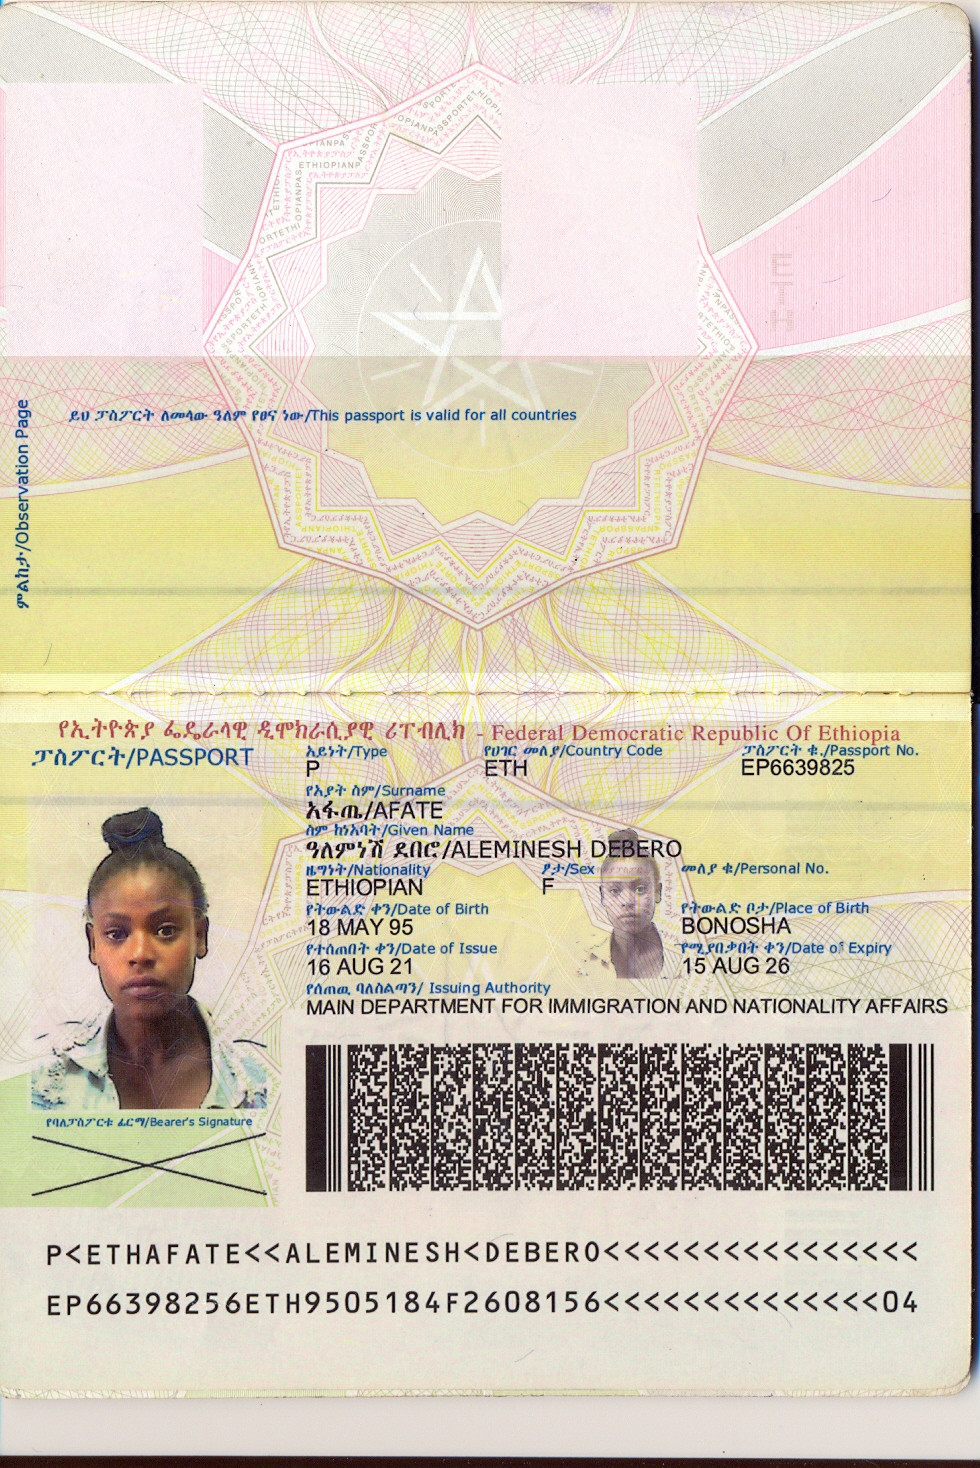 ይህ ፓስፖርት ለመላው ዓለም የፀና ነው/This passport is valid for all countries
ምልከታ/Observation Page
ETH
የኢትዮጵያ ፌዴራላዊ ዲሞክራሲያዊ ሪፐብሊክ - Federal Democratic Republic Of Ethiopia
ፓስፖርት/PASSPORT
አይነት/Type
የሀገር መለያ/Country Code
ፓስፖርት ቁ./Passport No.
P
ETH
EP6639825
የአያት ስም/Surname
አፋጤ/AFATE
ስም ከነአባት/Given Name
ዓለምነሽ ደበሮ/ALEMINESH DEBERO
ዜግነት/Nationality
ፆታ/Sex
መለያ ቁ/Personal No.
ETHIOPIAN
F
የትውልድ ቀን/Date of Birth
የትውልድ ቦታ/Place of Birth
18 MAY 95
BONOSHA
የተሰጠበት ቀን/Date of Issue
የሚያበቃበት ቀን/Date of Expiry
16 AUG 21
15 AUG 26
የሰጠዉ ባለስልጣን/ Issuing Authority
MAIN DEPARTMENT FOR IMMIGRATION AND NATIONALITY AFFAIRS
የባለፓስፖርቱ ፊርማ/Bearer's Signature
P<ETHAFATE<<ALEMINESH<DEBERO<<<<<<<<<<<<<<<<
EP66398256ETH9505184F2608156<<<<<<<<<<<<<<04